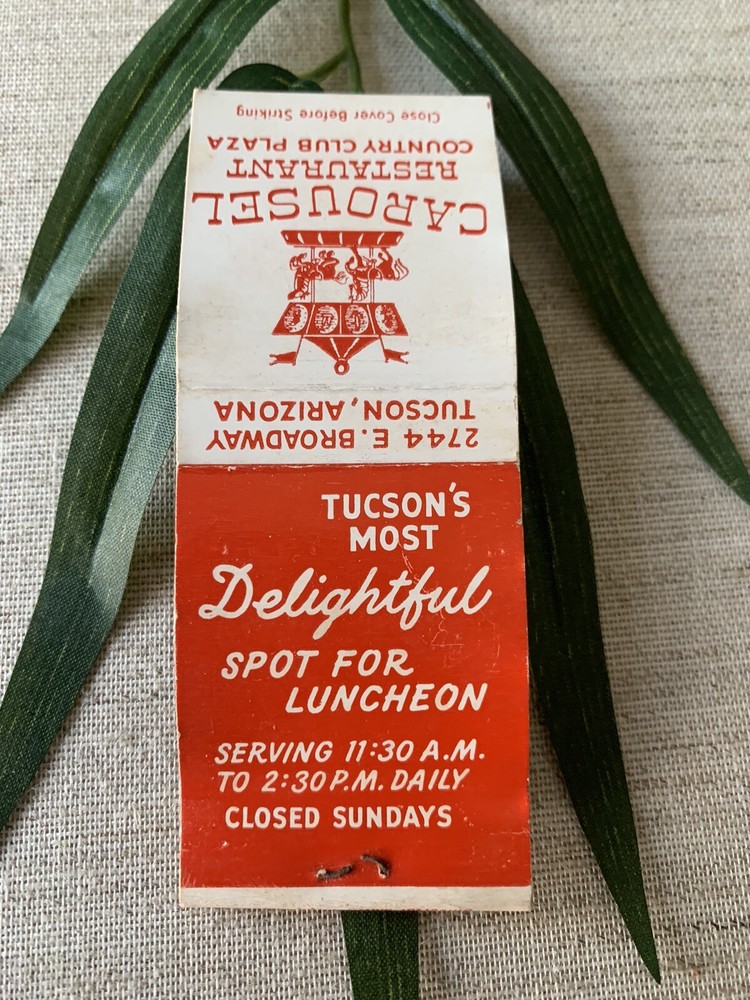 Close Cover Before Striking
COUNTRY CLUB PLAZA
RESTAURANT
CAROUSEL
2744 E. BROADWAY
TUCSON, ARIZONA
TUCSON'S
MOST
Delightful
SPOT FOR
LUNCHEON
SERVING 11:30 A.M.
TO 2:30 P.M. DAILY
CLOSED SUNDAYS